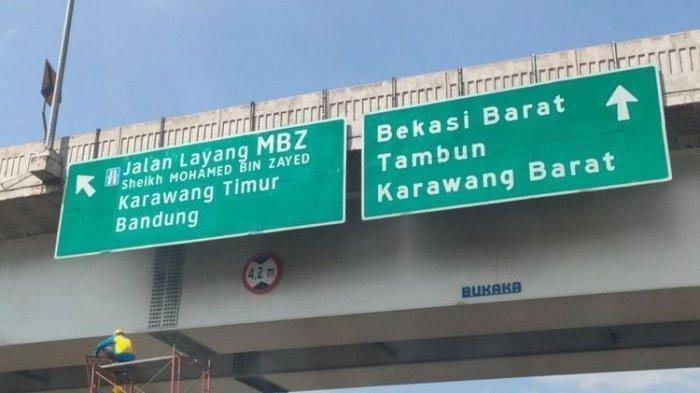 Jalan Layang MBZ
Sheikh MOHAMED BIN ZAYED
Karawang Timur
Bandung
Bekasi Barat
Tambun
Karawang Barat
4.2 m
BUKAKA